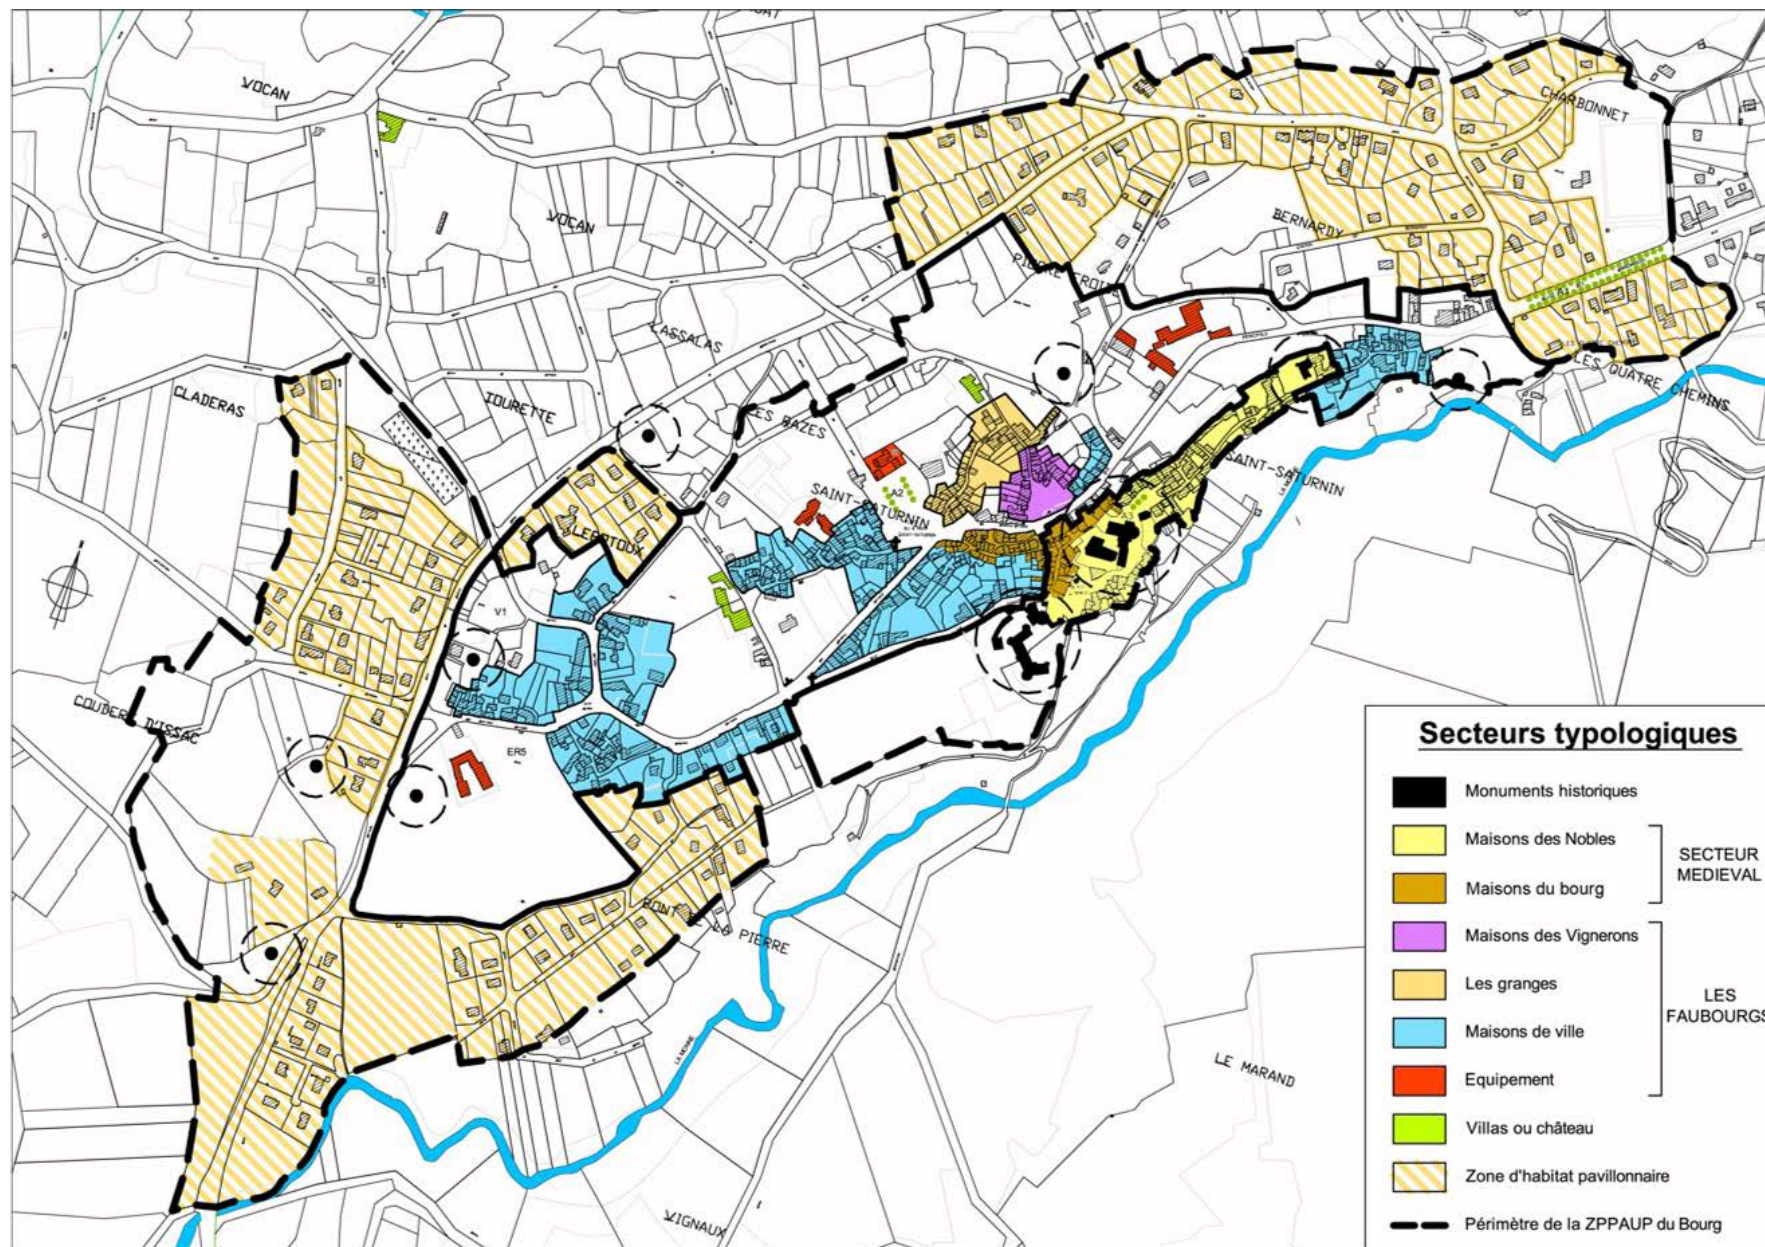 VOCAN
CHARBONNET
VOCAN
BERNARDY
LASSALAS
CLADERAS
TOURETTE
LES RAZES
LES QUATRE CHEMINS
SAINT-SATURNIN
A2
SAINT-SATURNIN
A3
V1
COUDERC D'ISSAC
ER5
LA MONNE
LE MARAND
VIGNAUX
Secteurs typologiques
Monuments historiques
Maisons des Nobles
SECTEUR
MEDIEVAL
Maisons du bourg
Maisons des Vignerons
Les granges
LES
FAUBOURGS
Maisons de ville
Equipement
Villas ou château
Zone d'habitat pavillonnaire
Périmètre de la ZPPAUP du Bourg